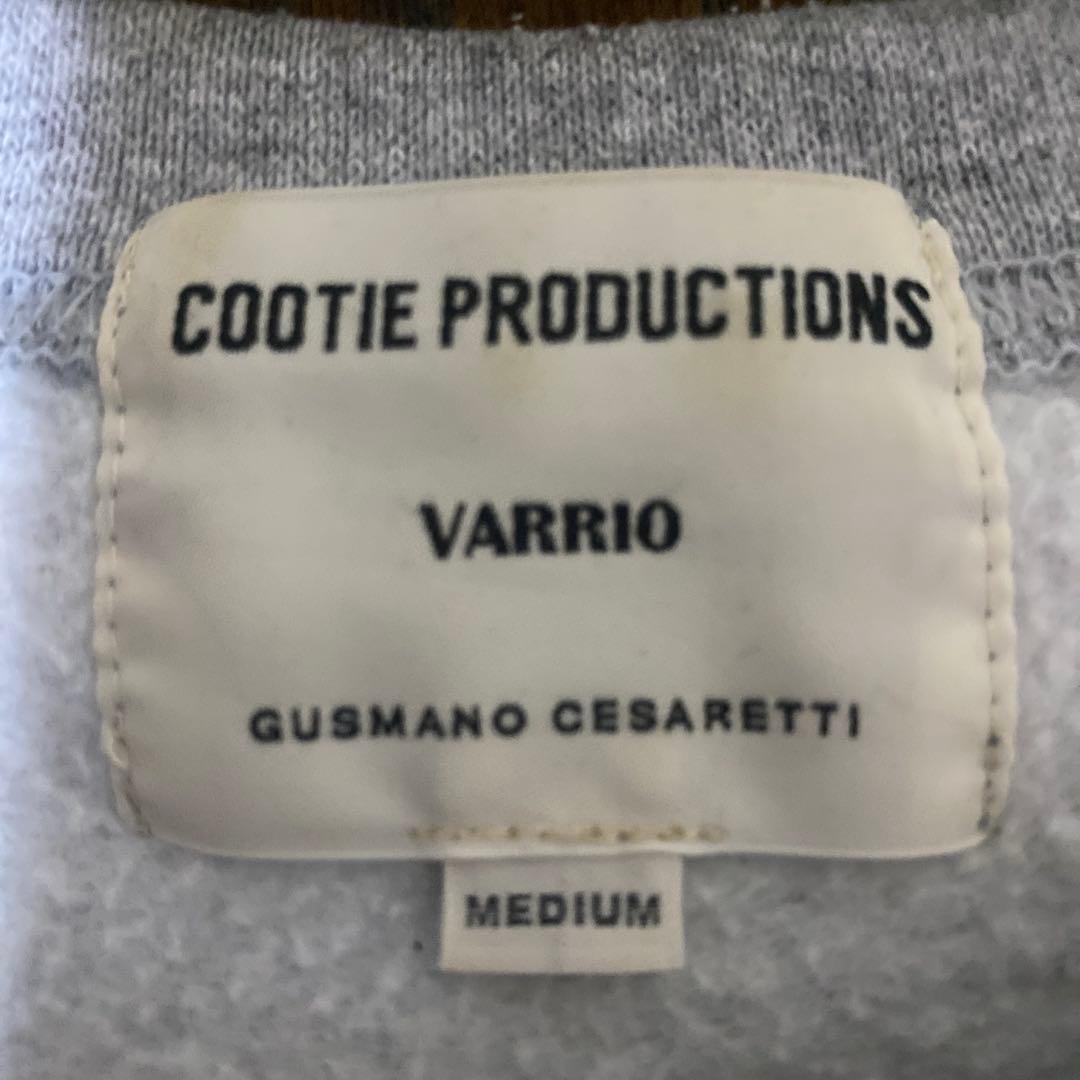 COOTIE PRODUCTIONS
VARRIO
GUSMANO CESARETTI
MEDIUM